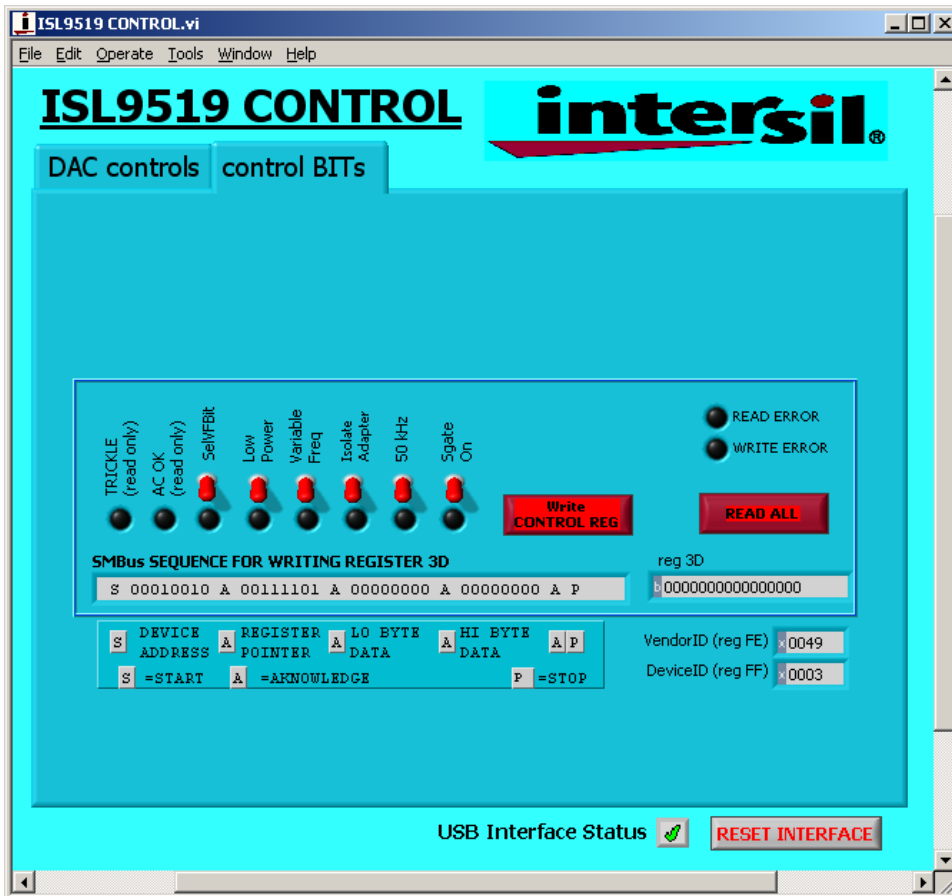 ISL9519 CONTROL.vi
File Edit Operate Tools Window Help
ISL9519 CONTROL
intersil®
DAC controls
control BITs
TRICKLE
(read only)
AC OK
(read only)
SelVFBit
Low
Power
Variable
Freq
Isolate
Adapter
50 kHz
Sgate
On
READ ERROR
WRITE ERROR
Write
CONTROL REG
READ ALL
SMBus SEQUENCE FOR WRITING REGISTER 3D
S 00010010 A 00111101 A 00000000 A 00000000 A P
reg 3D
b 0000000000000000
S DEVICE ADDRESS A REGISTER POINTER A LO BYTE DATA A HI BYTE DATA A P
S =START A =AKNOWLEDGE P =STOP
VendorID (reg FE) x 0049
DeviceID (reg FF) x 0003
USB Interface Status
RESET INTERFACE